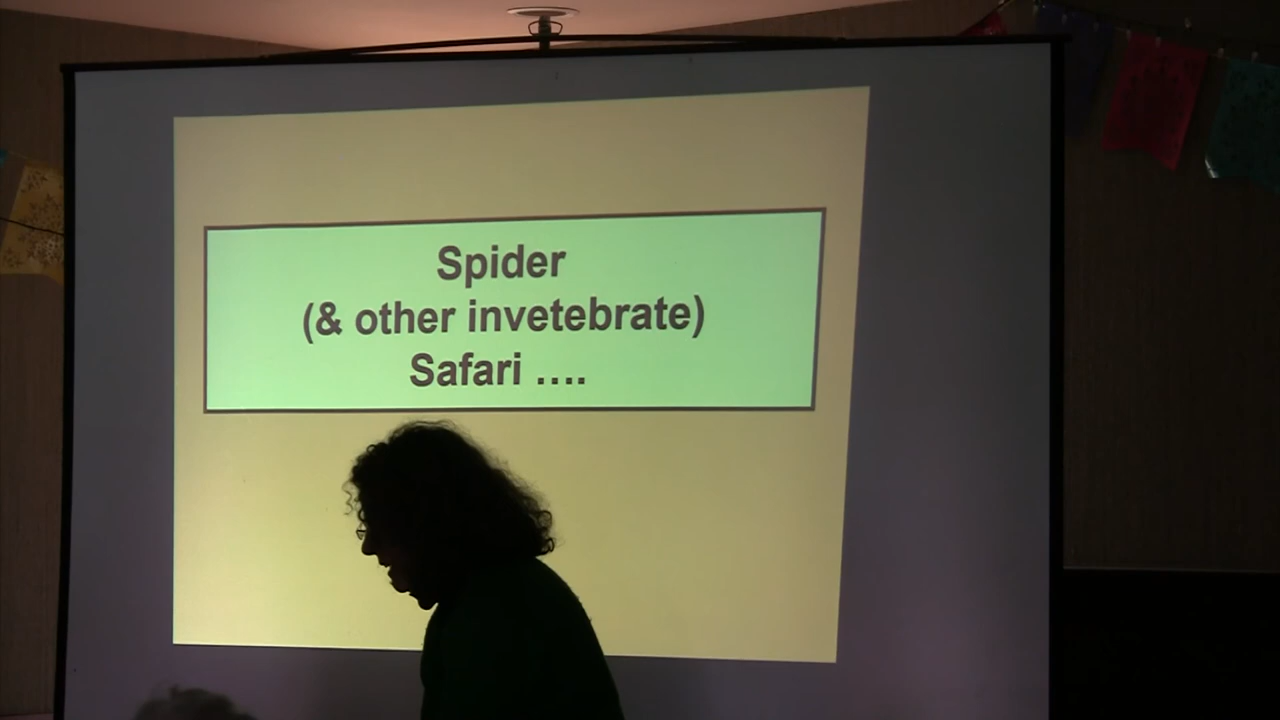 Spider
(& other invetebrate)
Safari ....